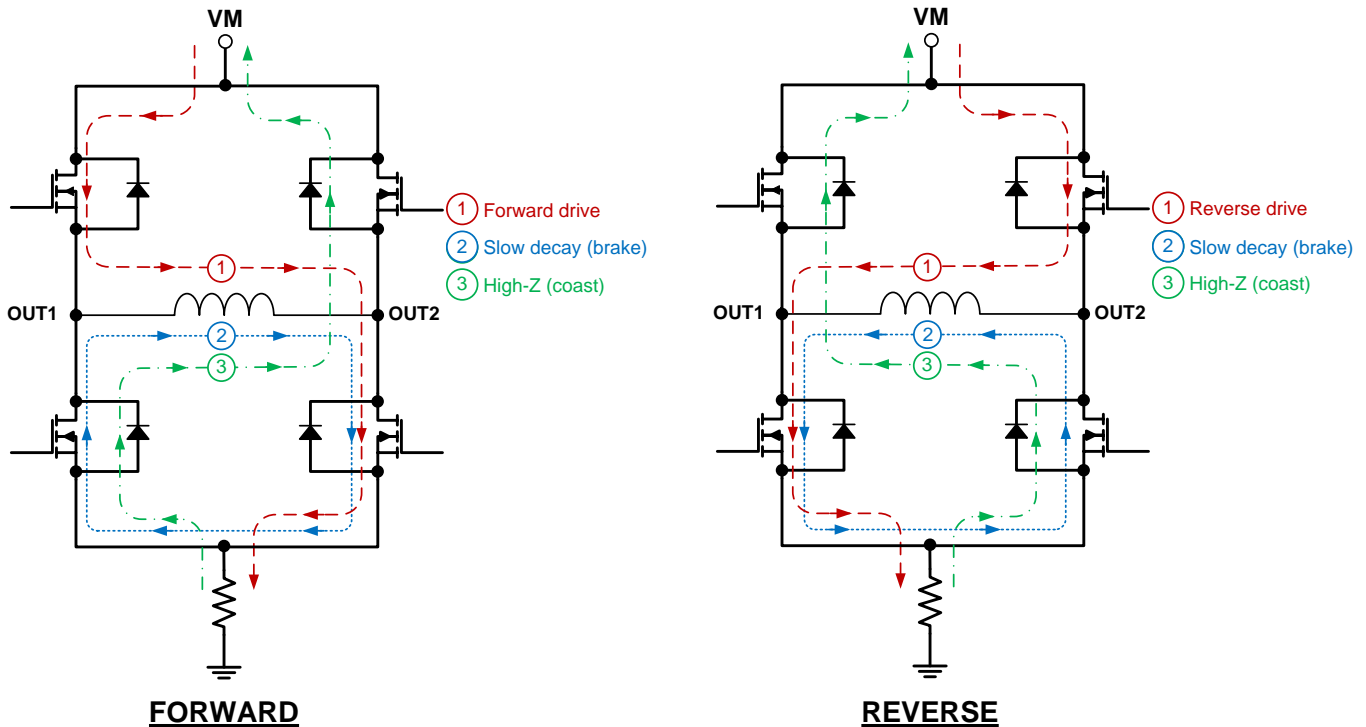 VM
1 Forward drive
2 Slow decay (brake)
3 High-Z (coast)
1
OUT1
OUT2
2
3
FORWARD
VM
1 Reverse drive
2 Slow decay (brake)
3 High-Z (coast)
1
OUT1
OUT2
2
3
REVERSE